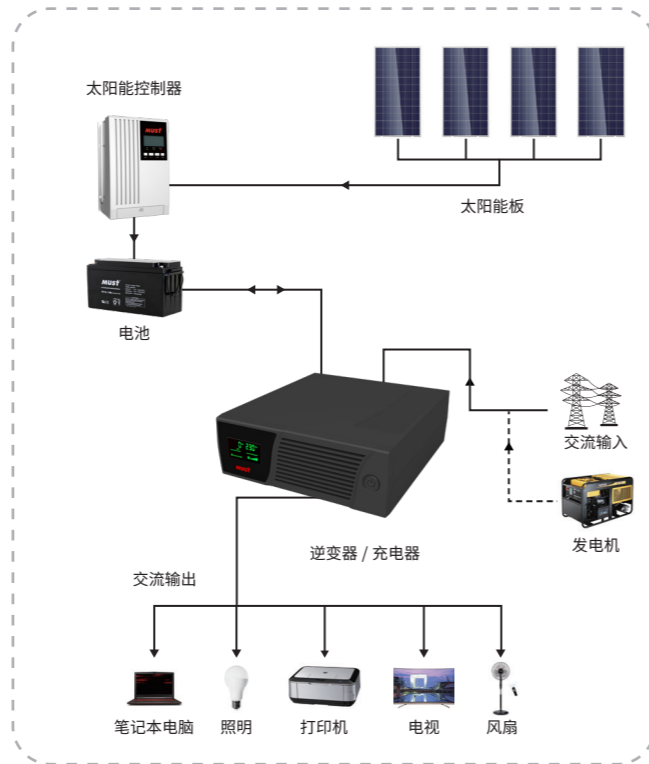 太阳能控制器
MUST
太阳能板
MUST
电池
交流输入
MUST
发电机
逆变器 / 充电器
交流输出
笔记本电脑
照明
打印机
电视
风扇